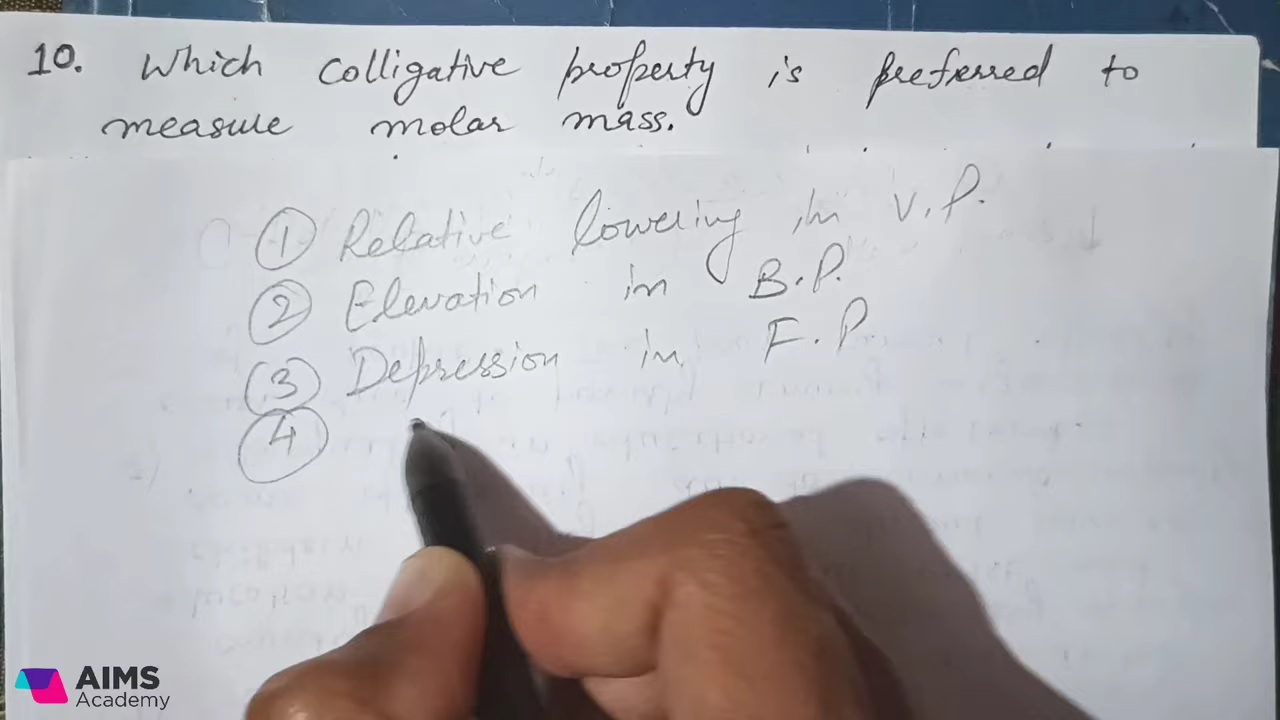 10. Which colligative property is preferred to
measure molar mass.
① Relative lowering in V.P.
② Elevation in B.P.
③ Depression in F.P.
④
AIMS
Academy